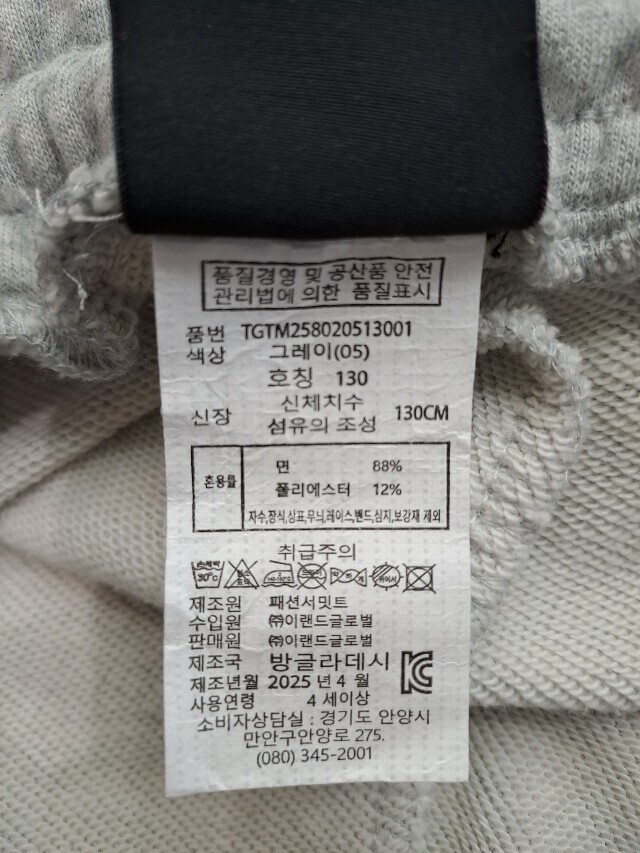 품질경영 및 공산품 안전
관리법에 의한 품질표시
품번 TGTM258020513001
색상 그레이(05)
호칭 130
신체치수
신장 130CM
섬유의 조성
혼용률
면 88%
폴리에스터 12%
자수,장식,상표,무늬,레이스,밴드,심지,보강재 제외
취급주의
30°C
제조원 패션서밋트
수입원 ㈜이랜드글로벌
판매원 ㈜이랜드글로벌
제조국 방글라데시
제조년월 2025 년 4 월
사용연령 4 세이상
소비자상담실 : 경기도 안양시
만안구안양로 275.
(080) 345-2001